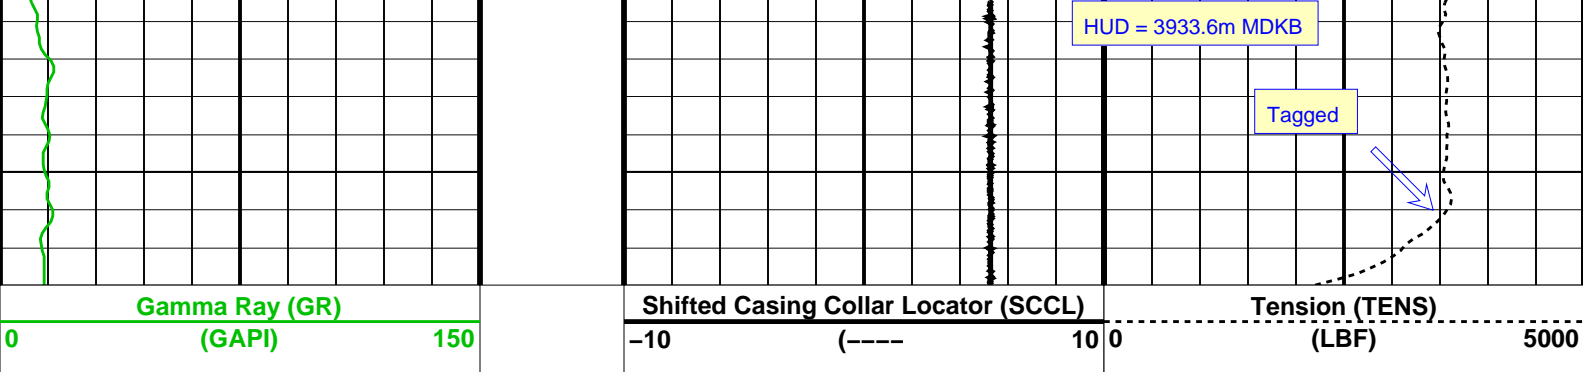 HUD = 3933.6m MDKB
Tagged
Gamma Ray (GR)
0 (GAPI) 150
Shifted Casing Collar Locator (SCCL)
−10 (−−−− 10
Tension (TENS)
0 (LBF) 5000